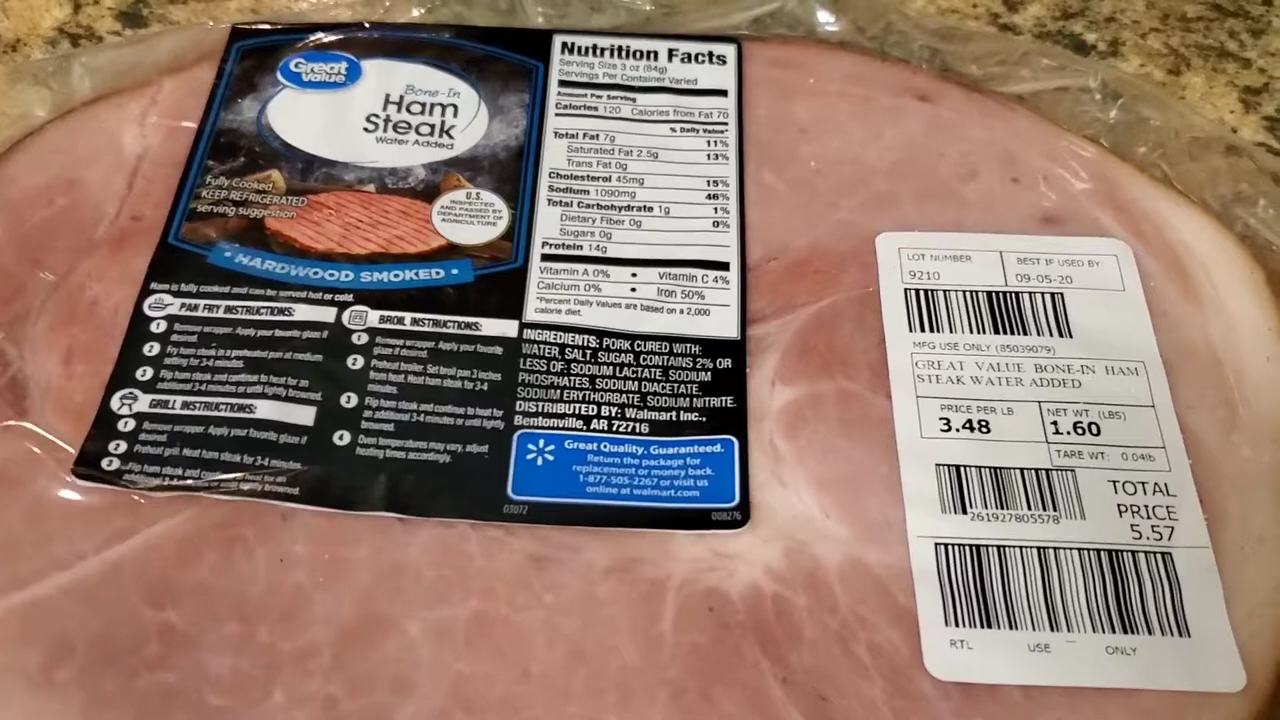 Great Value
Bone-In
Ham
Steak
Water Added
Fully Cooked
KEEP REFRIGERATED
serving suggestion
U.S.
INSPECTED
AND PASSED BY
DEPARTMENT OF
AGRICULTURE
• HARDWOOD SMOKED •
Ham is fully cooked and can be served hot or cold.
PAN FRY INSTRUCTIONS:
1 Remove wrapper. Apply your favorite glaze if
desired.
2 Fry ham steak in a preheated pan at medium
setting for 3-4 minutes.
3 Flip ham steak and continue to heat for an
additional 3-4 minutes or until lightly browned.
GRILL INSTRUCTIONS:
1 Remove wrapper. Apply your favorite glaze if
desired.
2 Preheat grill. Heat ham steak for 3-4 minutes.
3 Flip ham steak and continue to heat for an
additional 3-4 minutes or until lightly browned.
BROIL INSTRUCTIONS:
1 Remove wrapper. Apply your favorite
glaze if desired.
2 Preheat broiler. Set broil pan 3 inches
from heat. Heat ham steak for 3-4
minutes.
3 Flip ham steak and continue to heat for
an additional 3-4 minutes or until lightly
browned.
4 Oven temperatures may vary, adjust
heating times accordingly.
Nutrition Facts
Serving Size 3 oz (84g)
Servings Per Container Varied
Amount Per Serving
Calories 120 Calories from Fat 70
% Daily Value*
Total Fat 7g 11%
Saturated Fat 2.5g 13%
Trans Fat 0g
Cholesterol 45mg 15%
Sodium 1090mg 46%
Total Carbohydrate 1g 1%
Dietary Fiber 0g 0%
Sugars 0g
Protein 14g
Vitamin A 0% • Vitamin C 4%
Calcium 0% • Iron 50%
*Percent Daily Values are based on a 2,000
calorie diet.
INGREDIENTS: PORK CURED WITH:
WATER, SALT, SUGAR, CONTAINS 2% OR
LESS OF: SODIUM LACTATE, SODIUM
PHOSPHATES, SODIUM DIACETATE,
SODIUM ERYTHORBATE, SODIUM NITRITE.
DISTRIBUTED BY: Walmart Inc.,
Bentonville, AR 72716
Great Quality. Guaranteed.
Return the package for
replacement or money back.
1-877-505-2267 or visit us
online at walmart.com
03072
008276
LOT NUMBER
9210
BEST IF USED BY
09-05-20
MFG USE ONLY (85039079)
GREAT VALUE BONE-IN HAM
STEAK WATER ADDED
PRICE PER LB
3.48
NET WT. (LBS)
1.60
TARE WT: 0.04lb
261927805578
TOTAL
PRICE
5.57
RTL USE ONLY